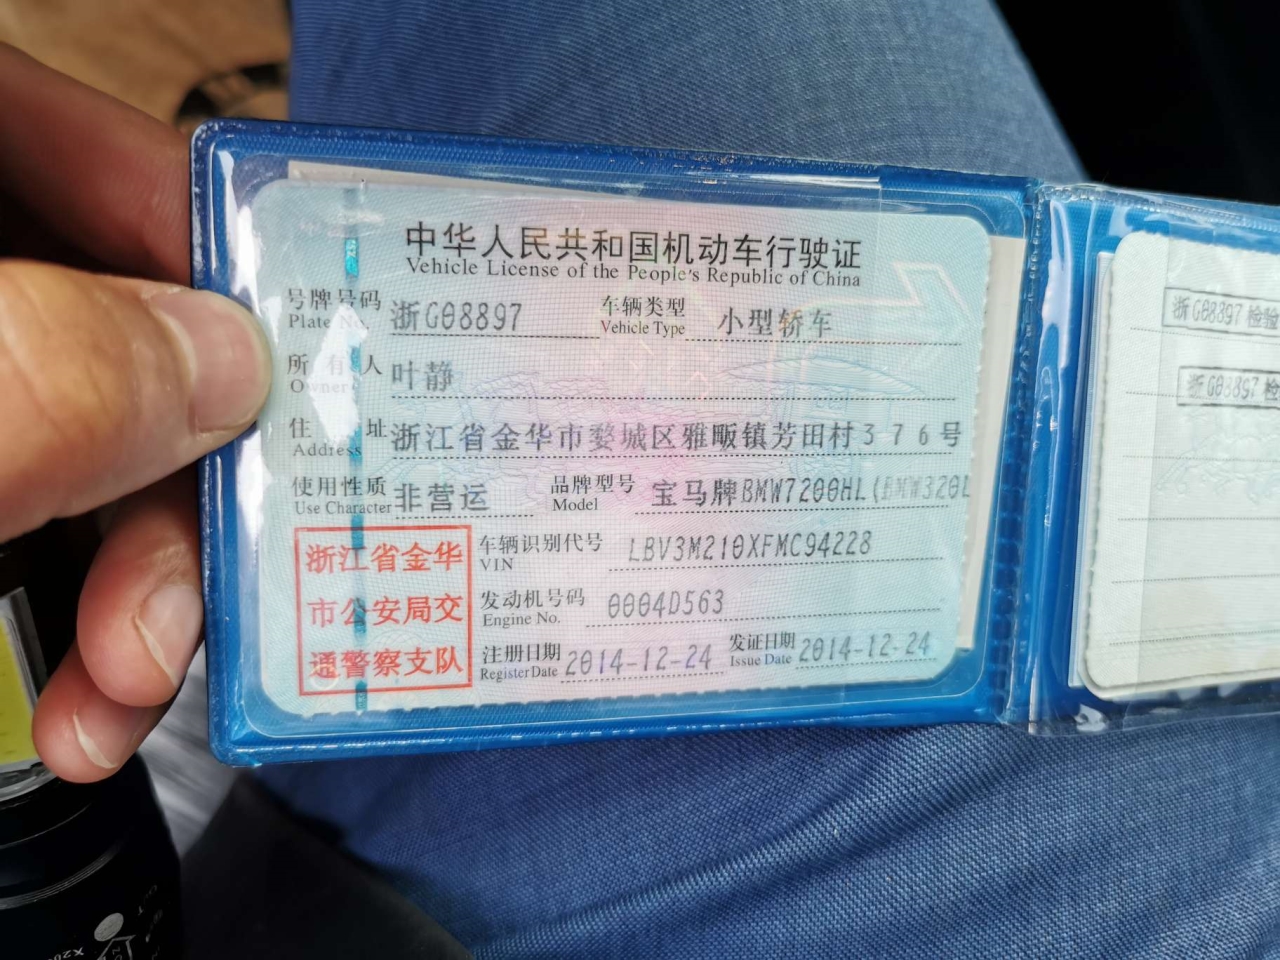 中华人民共和国机动车行驶证
Vehicle License of the People's Republic of China
号牌号码 浙G08897 车辆类型 小型轿车
Plate No. Vehicle Type
所有人 叶静
Owner
住址 浙江省金华市婺城区雅畈镇芳田村376号
Address
使用性质 非营运 品牌型号 宝马牌BMW7200HL(BMW320L
Use Character Model
浙江省金华
市公安局交
通警察支队
车辆识别代号 LBV3M210XFMC94228
VIN
发动机号码 0004D563
Engine No.
注册日期 2014-12-24 发证日期 2014-12-24
Register Date Issue Date
浙G08897 检验
浙G08897 检